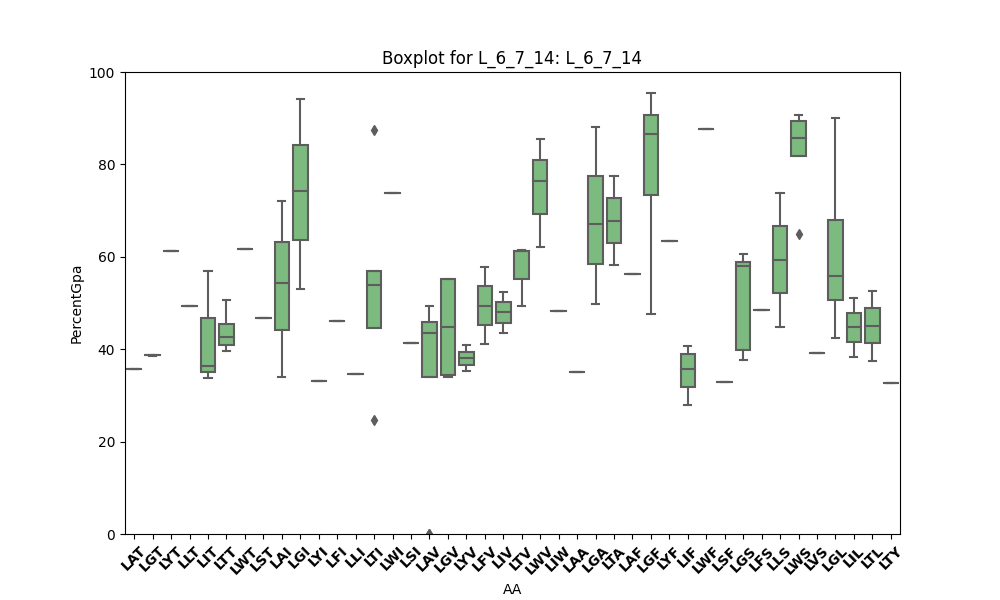 Boxplot for L_6_7_14: L_6_7_14
100
80
60
40
20
0
PercentGpa
LAT LGT LYT LLT LIT LTT LWT LST LAI LGI LYI LFI LLI LTI LWI LSI LAV LGV LYV LFV LIV LTV LWV LIW LAA LGA LTA LAF LGF LYF LIF LWF LSF LGS LFS LLS LWS LVS LGL LIL LTL LTY
AA